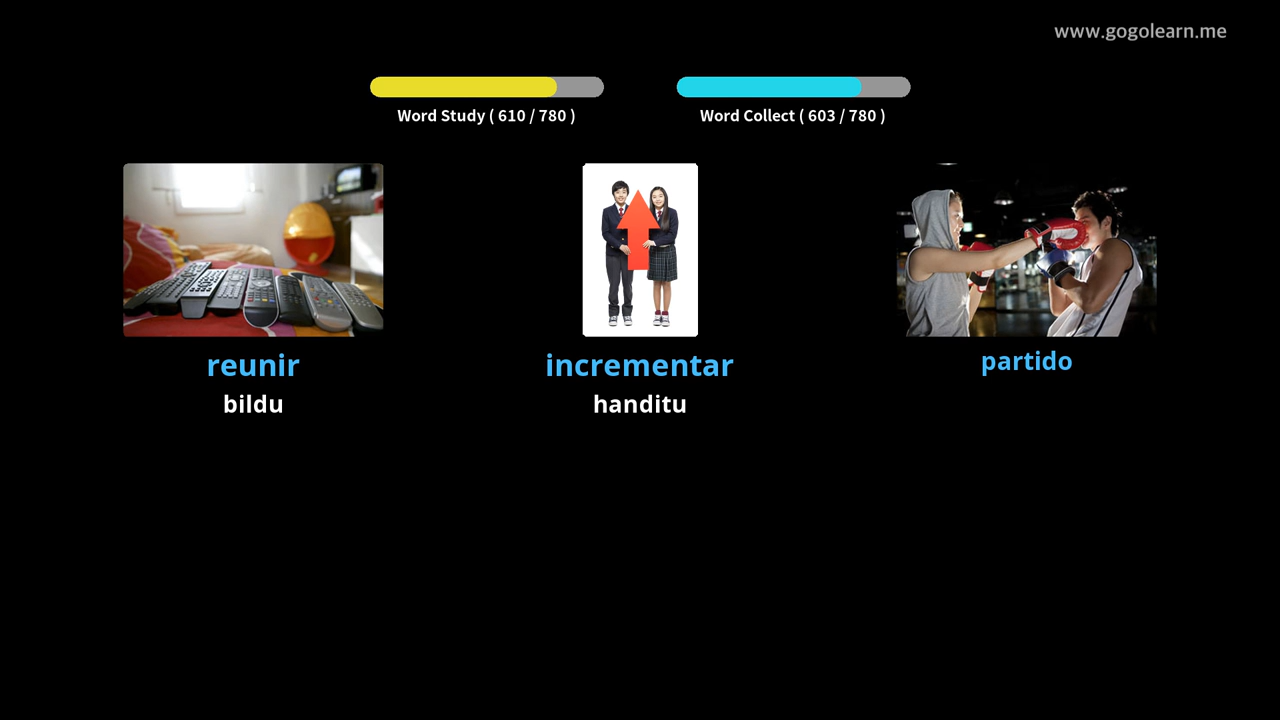 www.gogolearn.me
Word Study ( 610 / 780 )
Word Collect ( 603 / 780 )
reunir
bildu
incrementar
handitu
partido